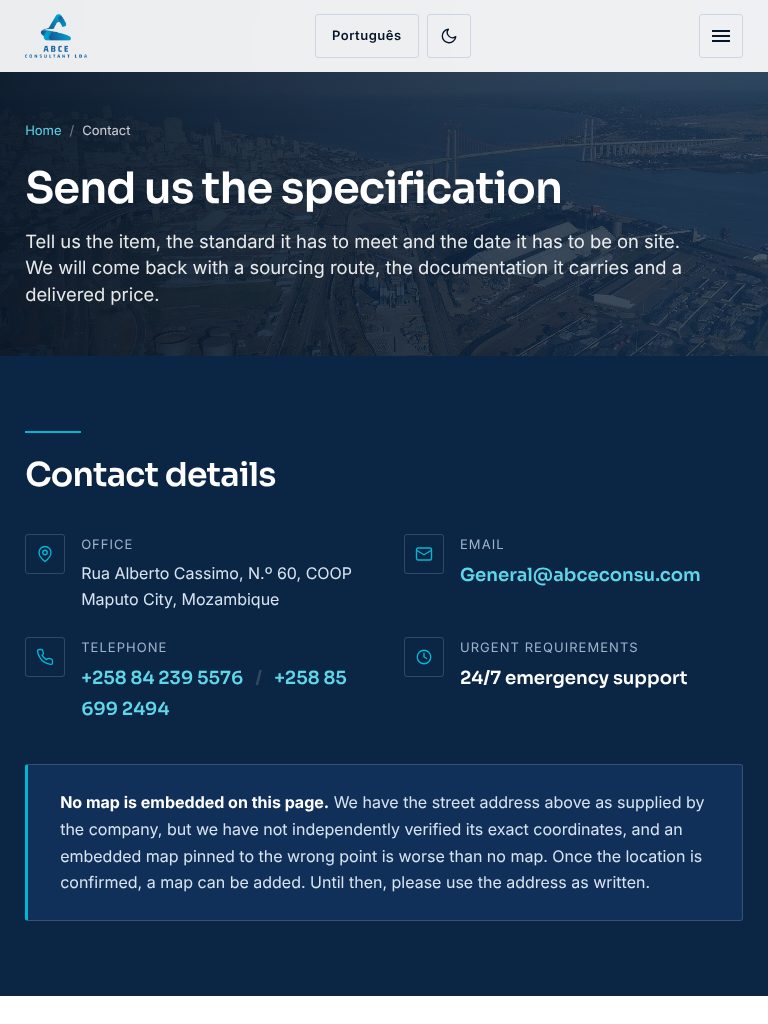 ABCE
CONSULTANT LDA
Português
Home / Contact
Send us the specification
Tell us the item, the standard it has to meet and the date it has to be on site.
We will come back with a sourcing route, the documentation it carries and a
delivered price.
Contact details
OFFICE
Rua Alberto Cassimo, N.º 60, COOP
Maputo City, Mozambique
EMAIL
General@abceconsu.com
TELEPHONE
+258 84 239 5576 / +258 85
699 2494
URGENT REQUIREMENTS
24/7 emergency support
No map is embedded on this page. We have the street address above as supplied by
the company, but we have not independently verified its exact coordinates, and an
embedded map pinned to the wrong point is worse than no map. Once the location is
confirmed, a map can be added. Until then, please use the address as written.